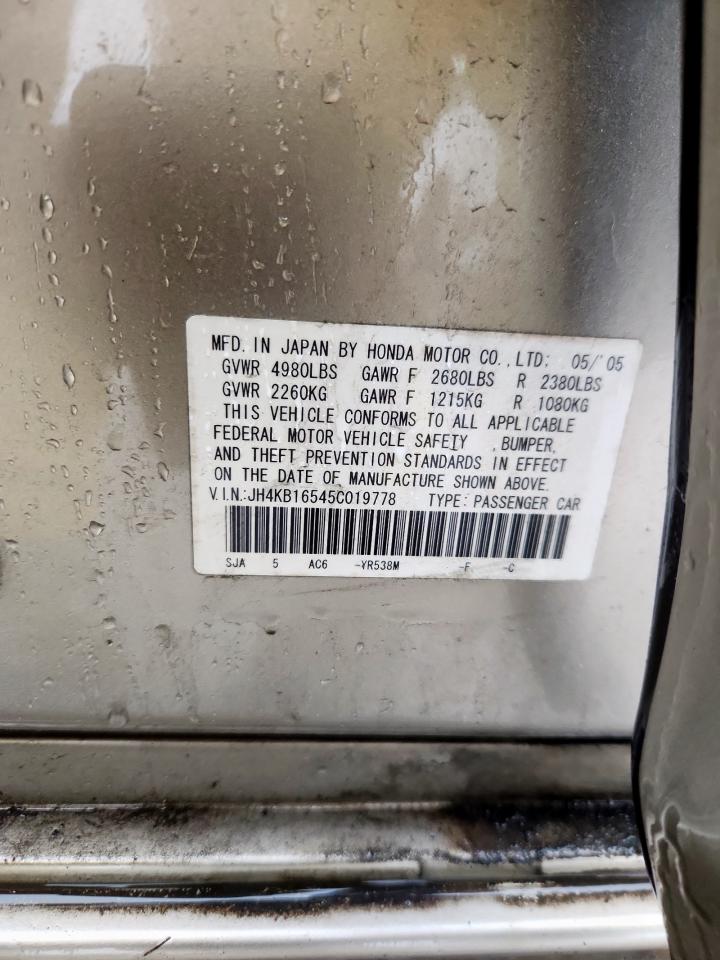 MFD. IN JAPAN BY HONDA MOTOR CO., LTD: 05/'05
GVWR 4980LBS GAWR F 2680LBS R 2380LBS
GVWR 2260KG GAWR F 1215KG R 1080KG
THIS VEHICLE CONFORMS TO ALL APPLICABLE
FEDERAL MOTOR VEHICLE SAFETY , BUMPER,
AND THEFT PREVENTION STANDARDS IN EFFECT
ON THE DATE OF MANUFACTURE SHOWN ABOVE.
V.I.N.:JH4KB16545C019778 TYPE: PASSENGER CAR
SJA 5 AC6 -YR538M -F -C